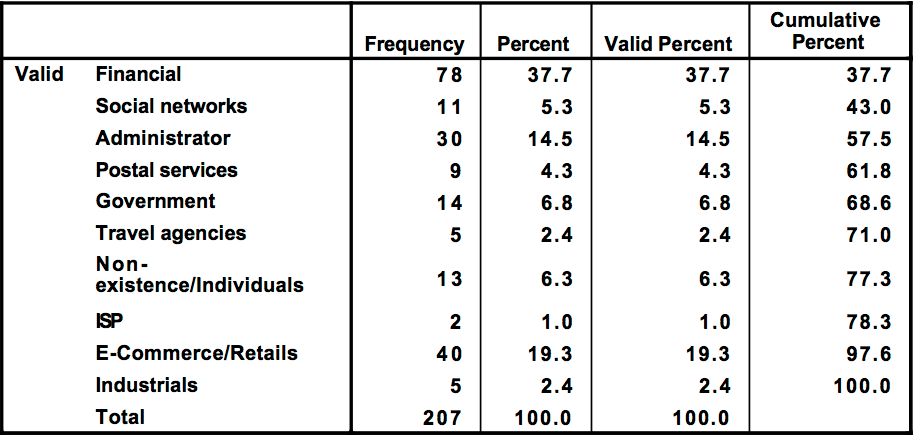 Frequency Percent Valid Percent Cumulative Percent
Valid Financial 78 37.7 37.7 37.7
Social networks 11 5.3 5.3 43.0
Administrator 30 14.5 14.5 57.5
Postal services 9 4.3 4.3 61.8
Government 14 6.8 6.8 68.6
Travel agencies 5 2.4 2.4 71.0
Non-
existence/Individuals 13 6.3 6.3 77.3
ISP 2 1.0 1.0 78.3
E-Commerce/Retails 40 19.3 19.3 97.6
Industrials 5 2.4 2.4 100.0
Total 207 100.0 100.0